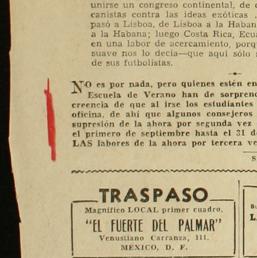 unirse un congreso continental, de c
canistas contra las ideas exóticas ,
pasó a Lisboa, de Lisboa a la Haban
a la Habana; luego Costa Rica, Ecu
en una labor de acercamiento, porqu
suave nos lo decía—que aquí sólo
de sus futbolistas.
NO es por nada, pero quienes estén en
Escuela de Verano han de sorprend
creencia de que al irse los estudiantes
oficina, de ahí que algunos consejeros
supresión de la ahora por segunda ver
el primero de septiembre hasta el 31 d
LAS labores de la ahora por tercera ve
S
TRASPASO
Magnífico LOCAL primer cuadro.
"EL FUERTE DEL PALMAR"
Venustiano Carranza, 111.
MEXICO, D. F.